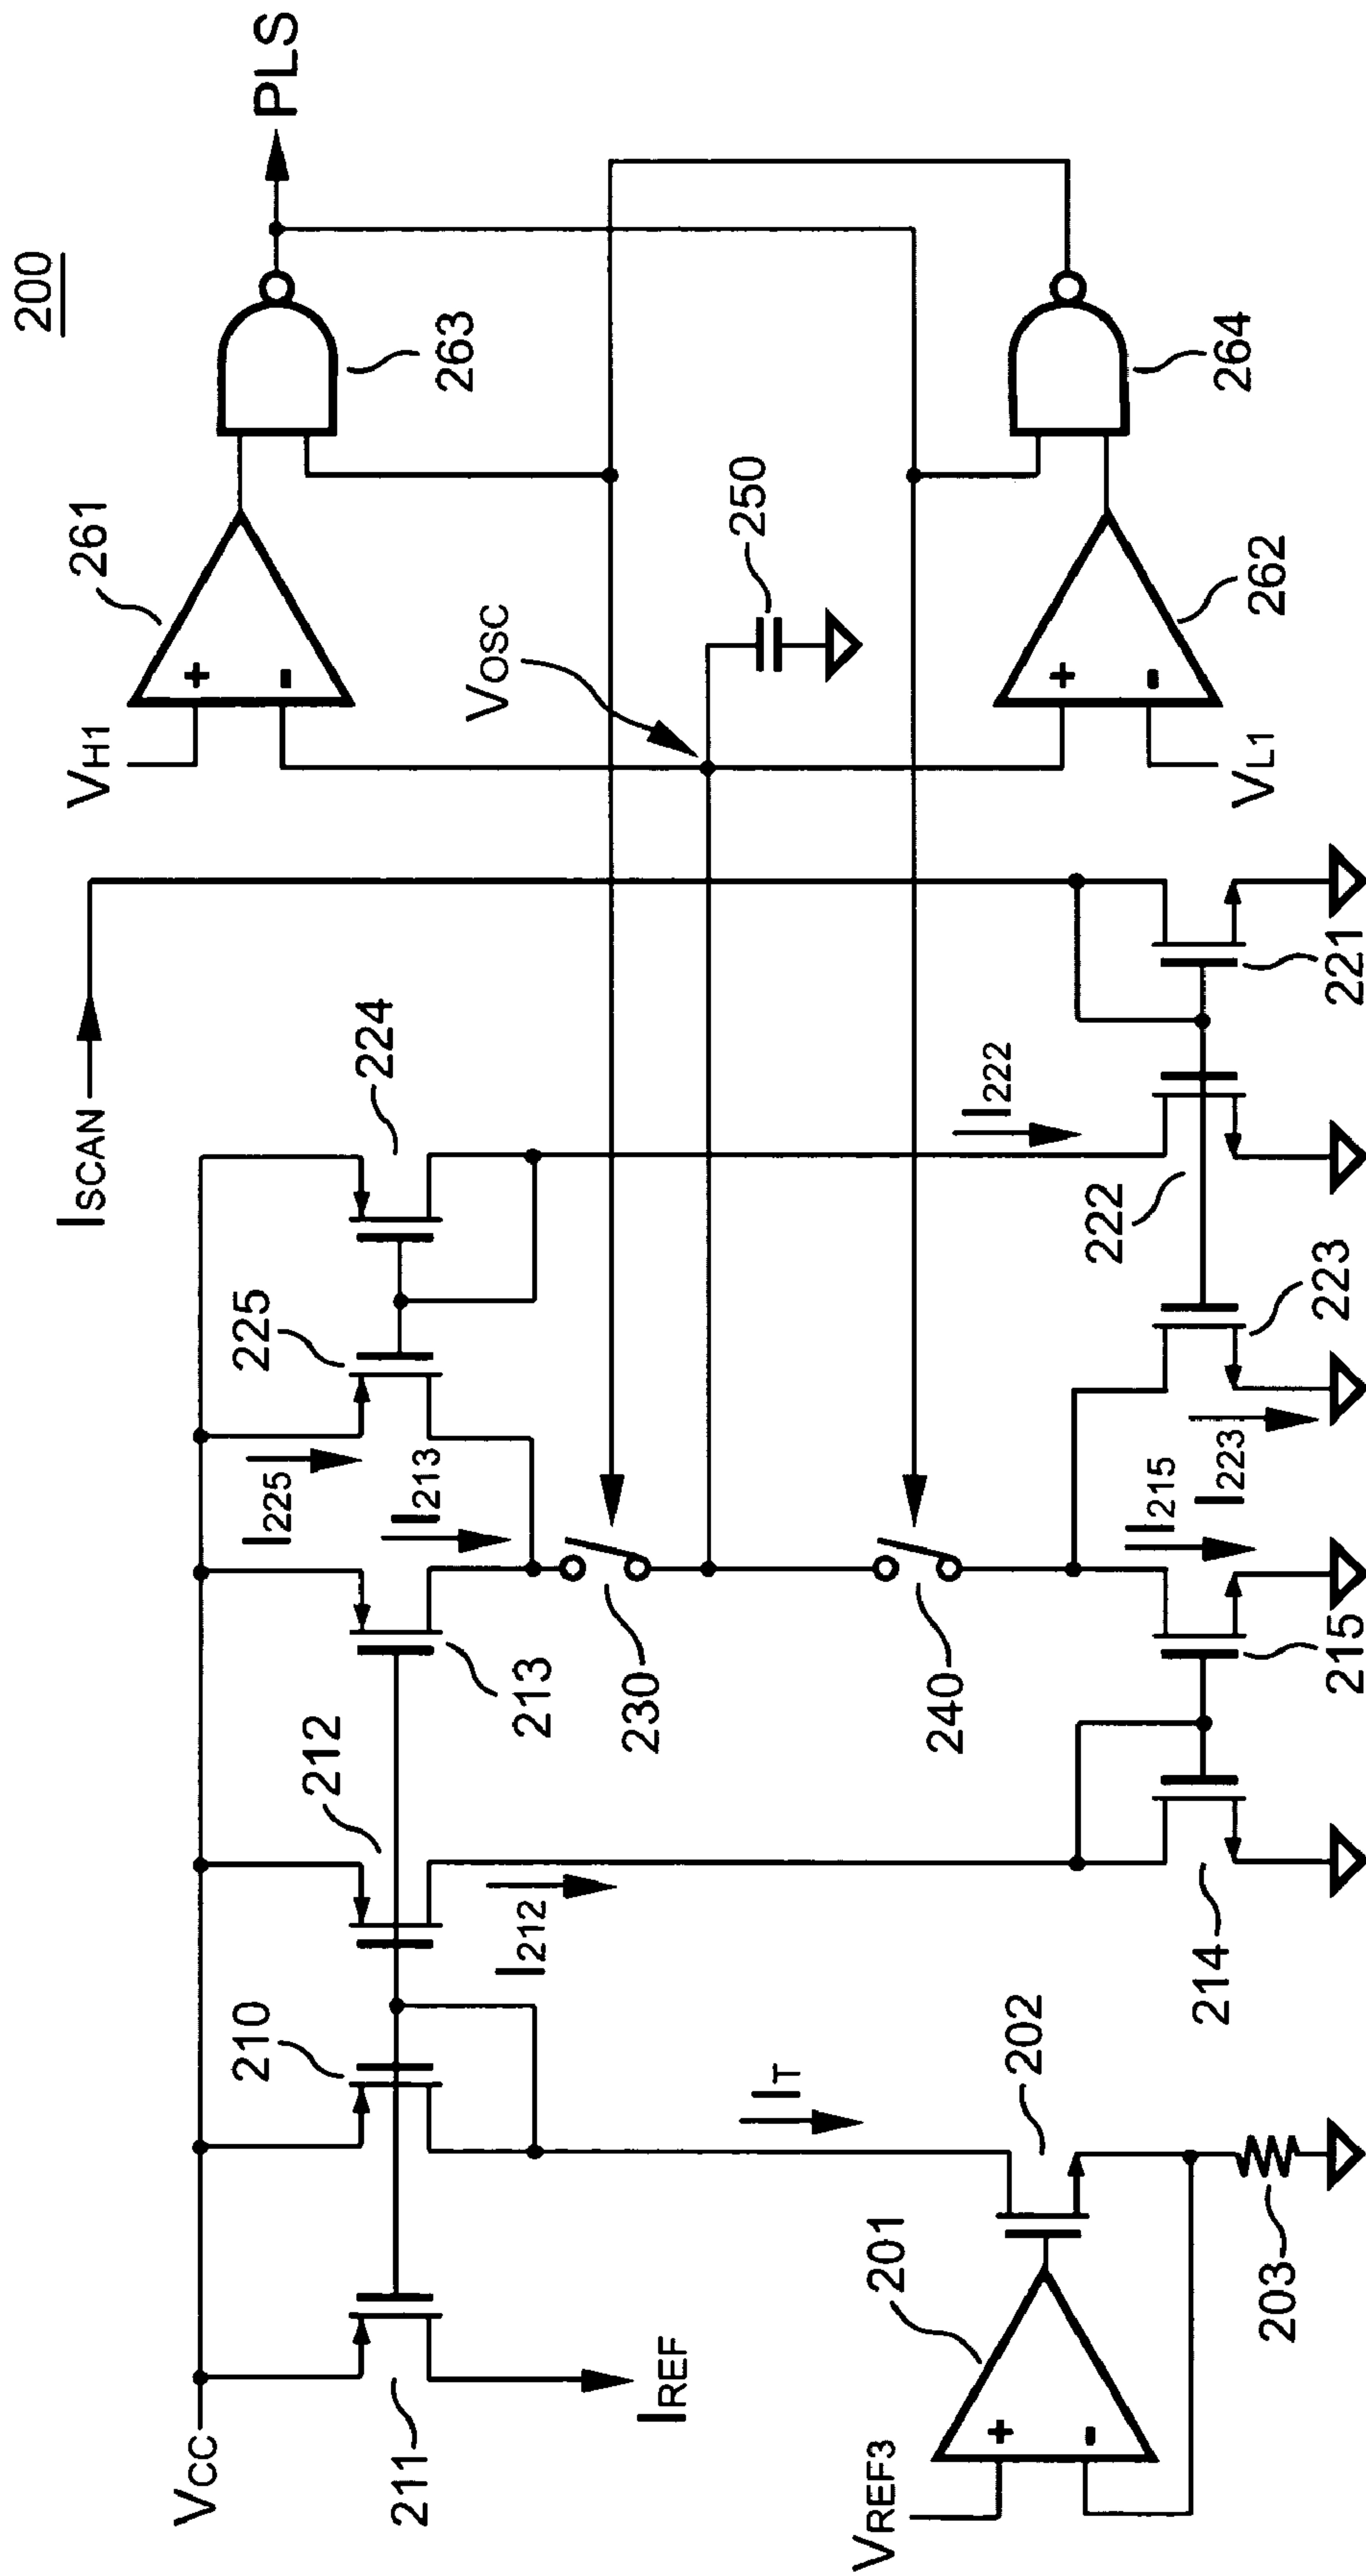 200
PLS
263
264
261
262
250
VH1
VOSC
VL1
ISCAN
224
225
I225
I213
I222
222
221
223
I223
I215
215
230
240
213
212
I212
214
210
IT
202
201
203
VCC
211
IREF
VREF3
+
-
+
-
+
-